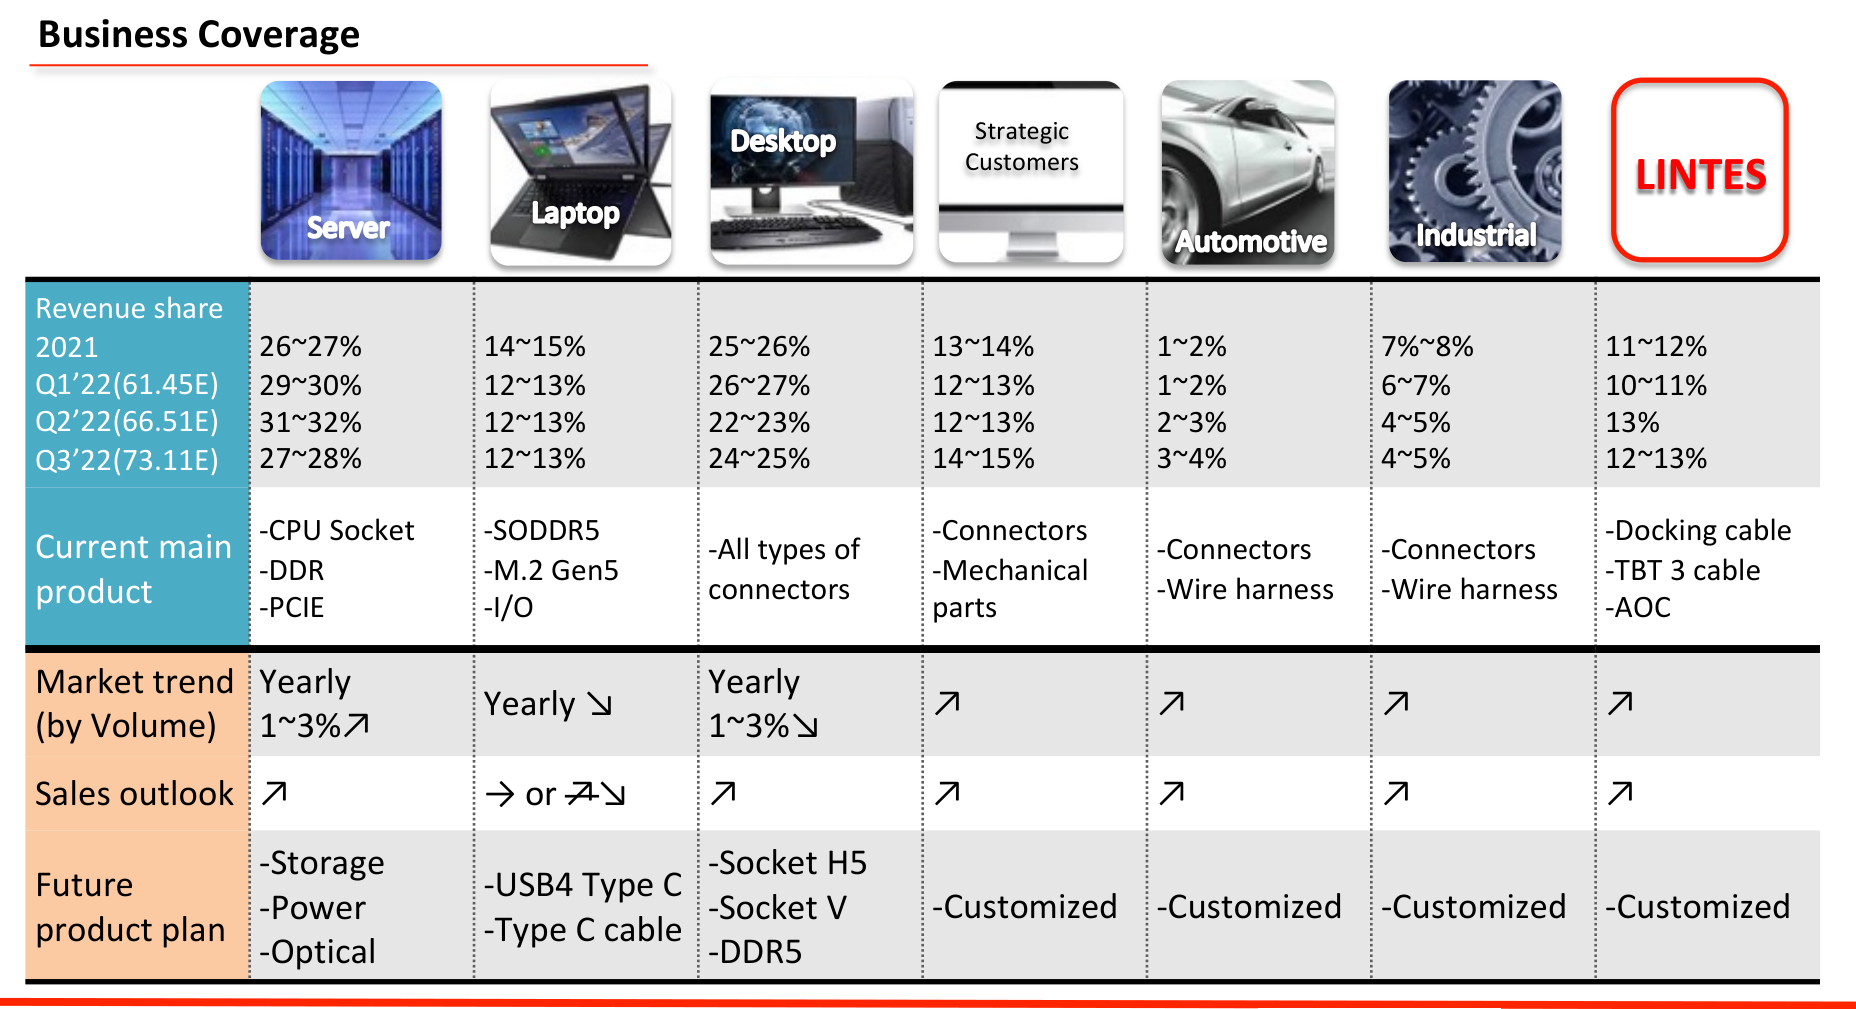 Business Coverage
Server
Laptop
Desktop
Strategic
Customers
Automotive
Industrial
LINTES
Revenue share
2021 26~27% 14~15% 25~26% 13~14% 1~2% 7%~8% 11~12%
Q1’22(61.45E) 29~30% 12~13% 26~27% 12~13% 1~2% 6~7% 10~11%
Q2’22(66.51E) 31~32% 12~13% 22~23% 12~13% 2~3% 4~5% 13%
Q3’22(73.11E) 27~28% 12~13% 24~25% 14~15% 3~4% 4~5% 12~13%
Current main
product
-CPU Socket
-DDR
-PCIE
-SODDR5
-M.2 Gen5
-I/O
-All types of
connectors
-Connectors
-Mechanical
parts
-Connectors
-Wire harness
-Connectors
-Wire harness
-Docking cable
-TBT 3 cable
-AOC
Market trend
(by Volume)
Yearly
1~3%↗
Yearly ↘
Yearly
1~3%↘
↗
↗
↗
↗
Sales outlook
↗
→ or ↗↘
↗
↗
↗
↗
↗
Future
product plan
-Storage
-Power
-Optical
-USB4 Type C
-Type C cable
-Socket H5
-Socket V
-DDR5
-Customized
-Customized
-Customized
-Customized